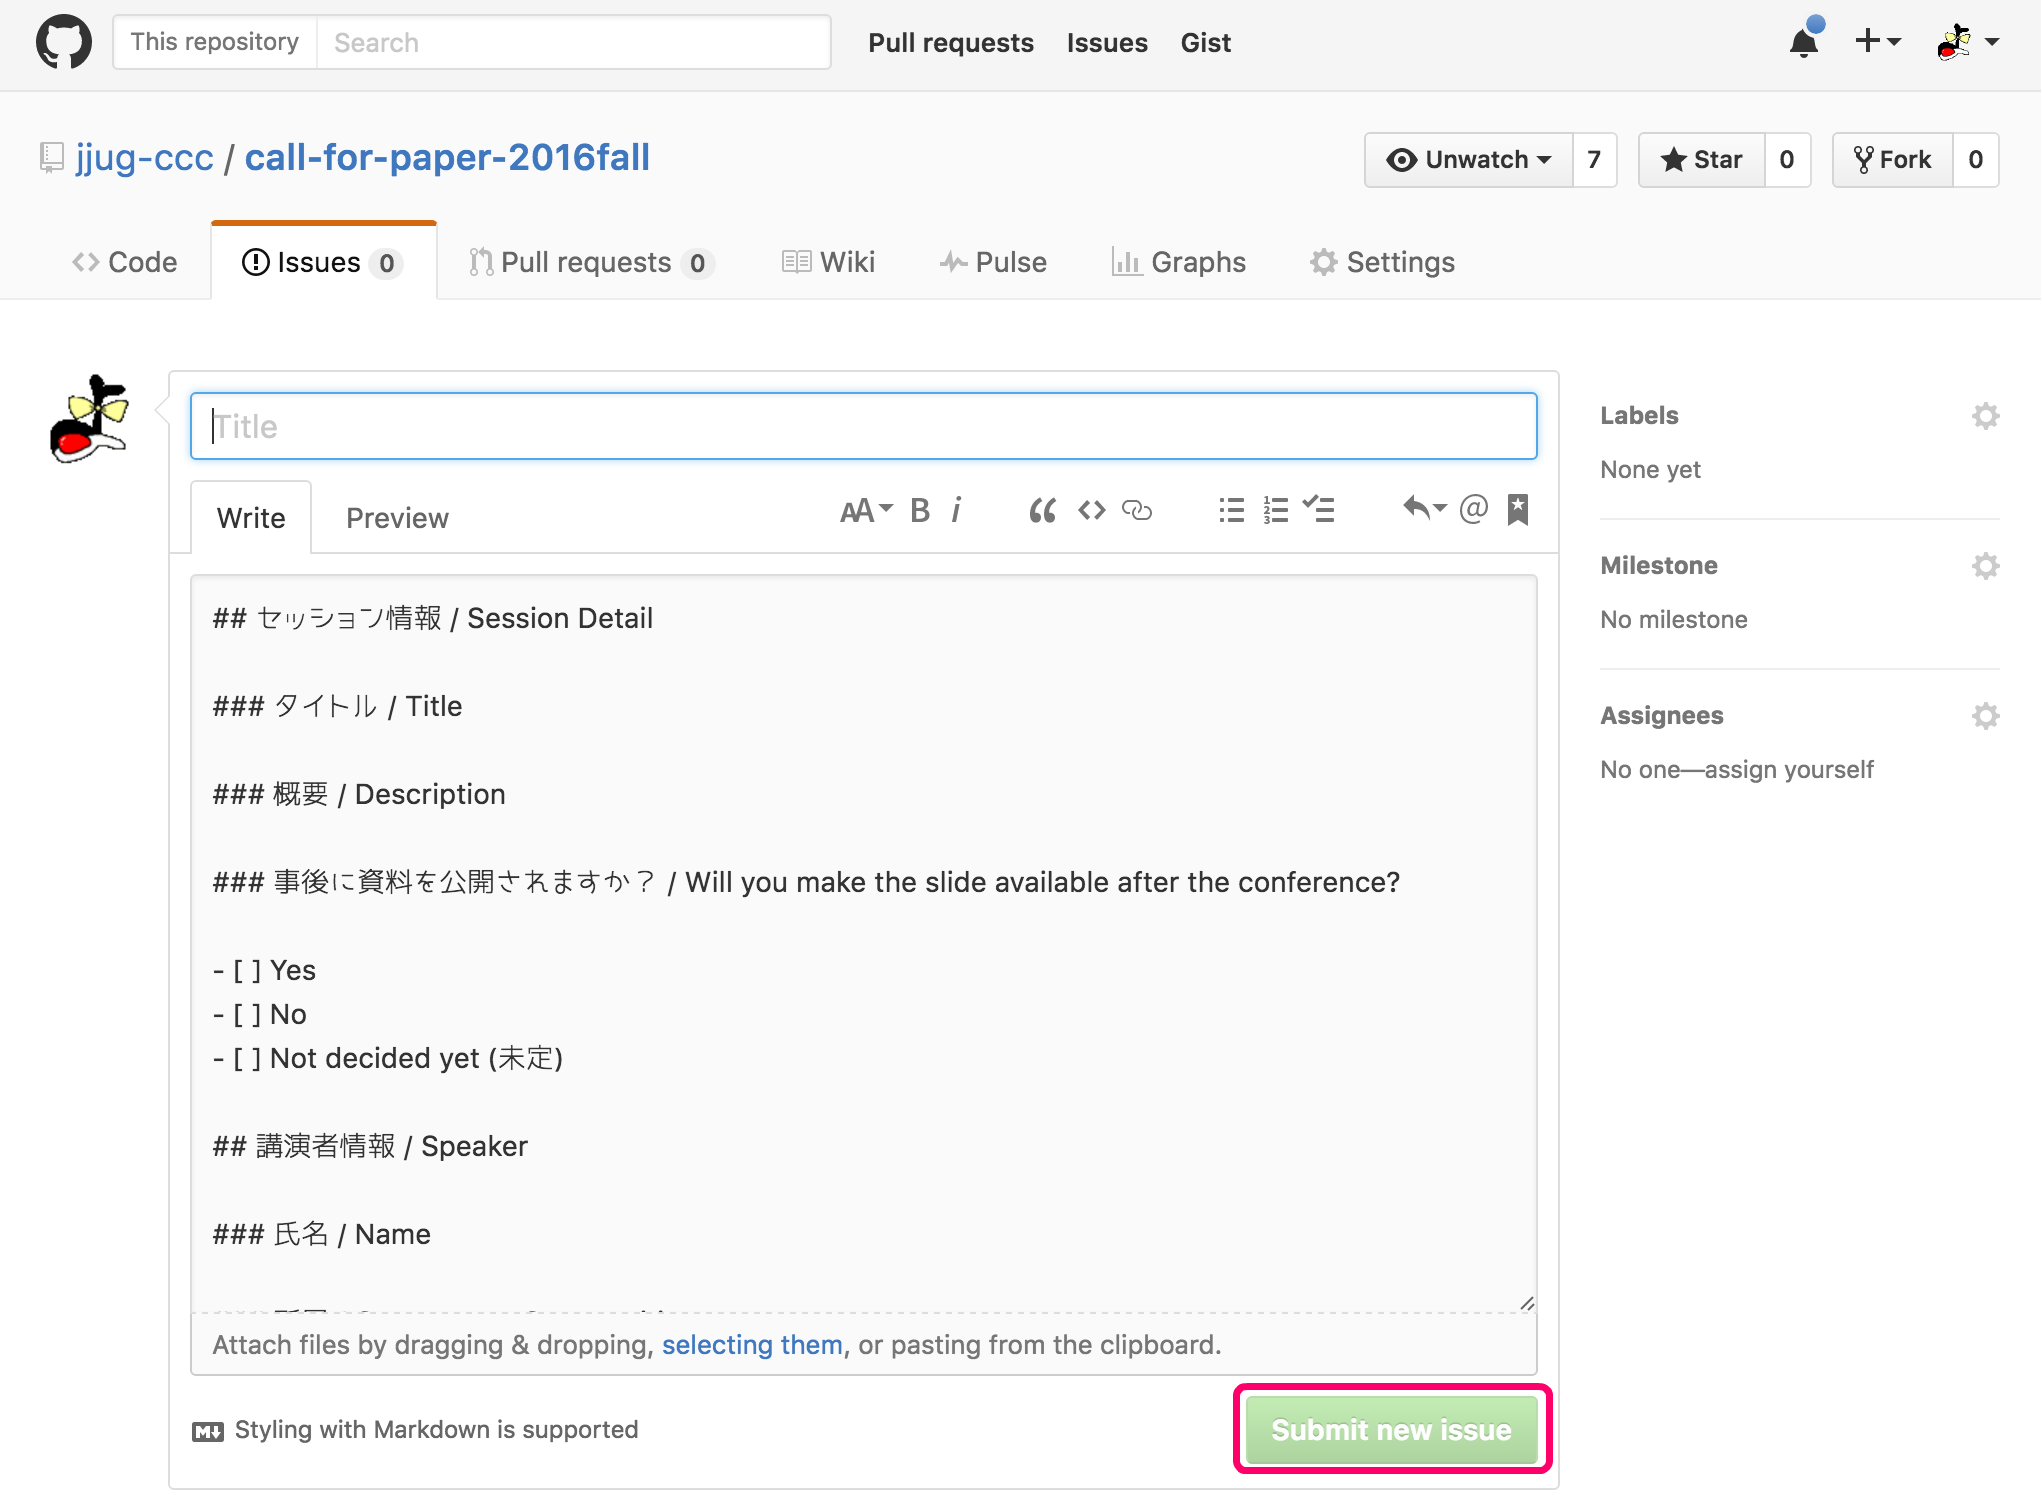 This repository Search Pull requests Issues Gist
jjug-ccc / call-for-paper-2016fall Unwatch 7 Star 0 Fork 0
Code Issues 0 Pull requests 0 Wiki Pulse Graphs Settings
Title
Write Preview AA B i @
## セッション情報 / Session Detail
### タイトル / Title
### 概要 / Description
### 事後に資料を公開されますか？ / Will you make the slide available after the conference?
- [ ] Yes
- [ ] No
- [ ] Not decided yet (未定)
## 講演者情報 / Speaker
### 氏名 / Name
Attach files by dragging & dropping, selecting them, or pasting from the clipboard.
Styling with Markdown is supported
Submit new issue
Labels
None yet
Milestone
No milestone
Assignees
No one—assign yourself